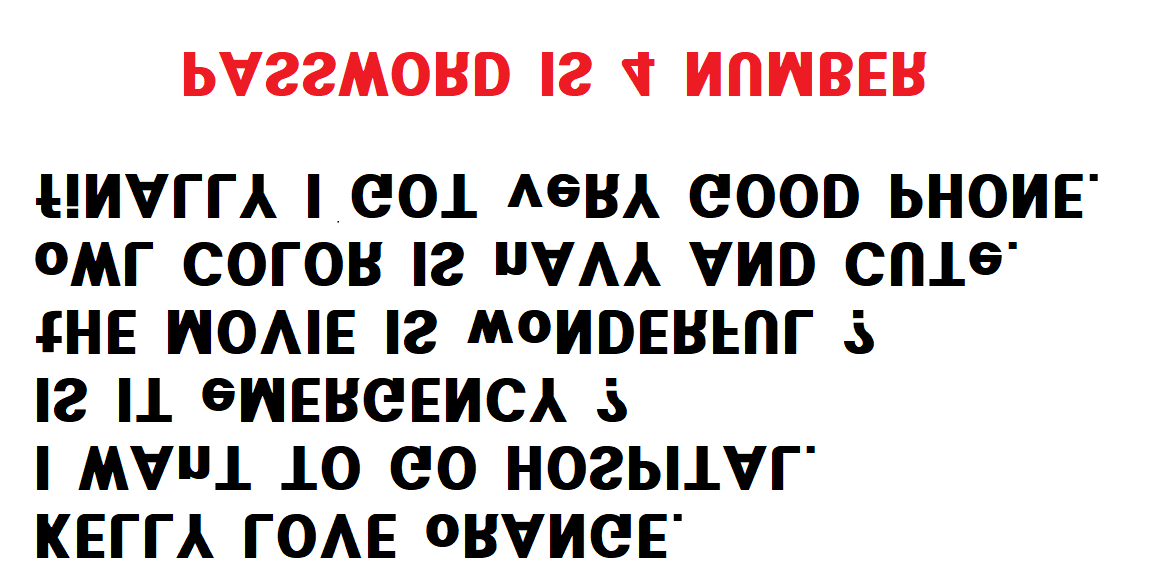 PASSWORD IS 4 NUMBER
fiNALLY I GOT veRY GOOD PHONE.
oWL COLOR IS nAVY AND CUTe.
tHE MOVIE IS woNDERFUL ?
IS IT eMERGENCY ?
I WAnT TO GO HOSPITAL.
KELLY LOVE oRANGE.